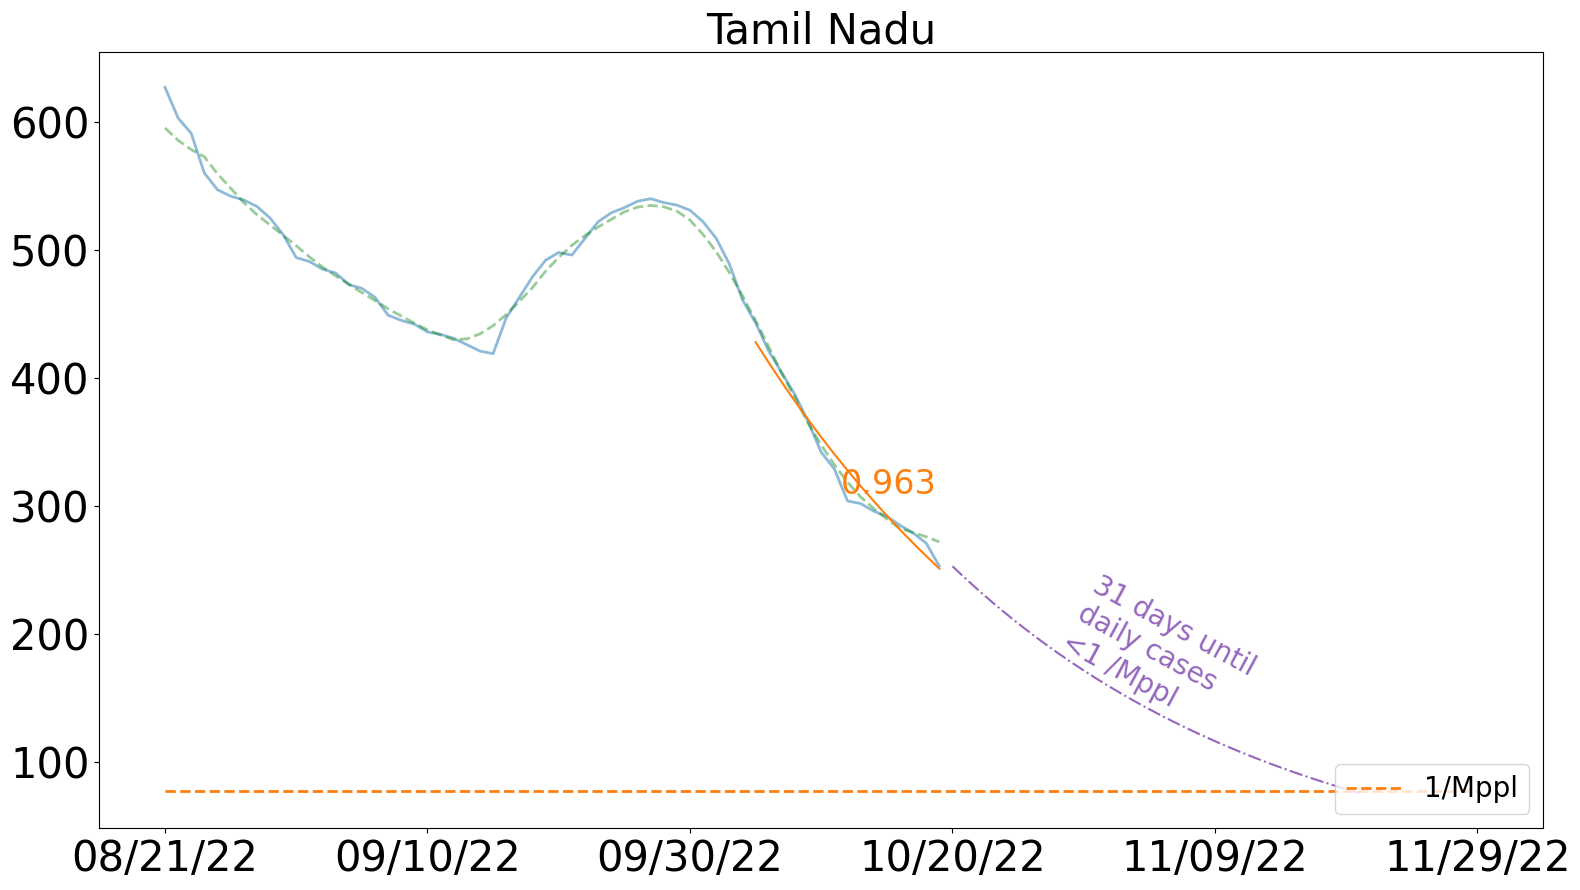 Tamil Nadu
600
500
400
300
200
100
0.963
31 days until
daily cases
<1 /Mppl
1/Mppl
08/21/22
09/10/22
09/30/22
10/20/22
11/09/22
11/29/22